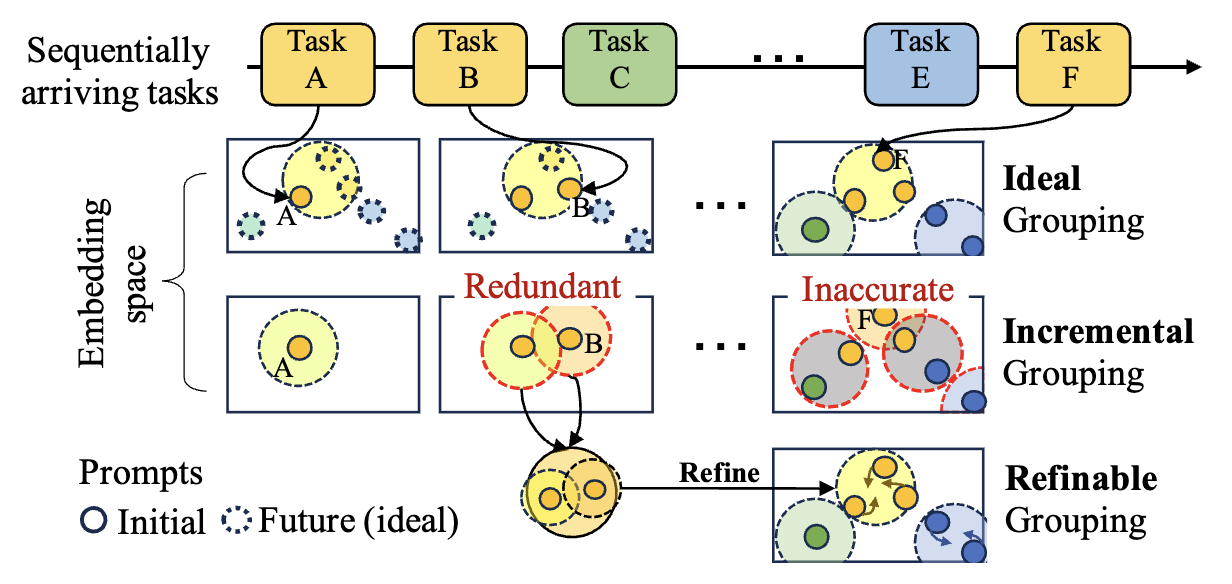 Sequentially
arriving tasks
Task
A
Task
B
Task
C
...
Task
E
Task
F
Embedding
space
A
B
...
F
Ideal
Grouping
A
Redundant
B
...
Inaccurate
F
Incremental
Grouping
Prompts
Initial
Future (ideal)
Refine
Refinable
Grouping